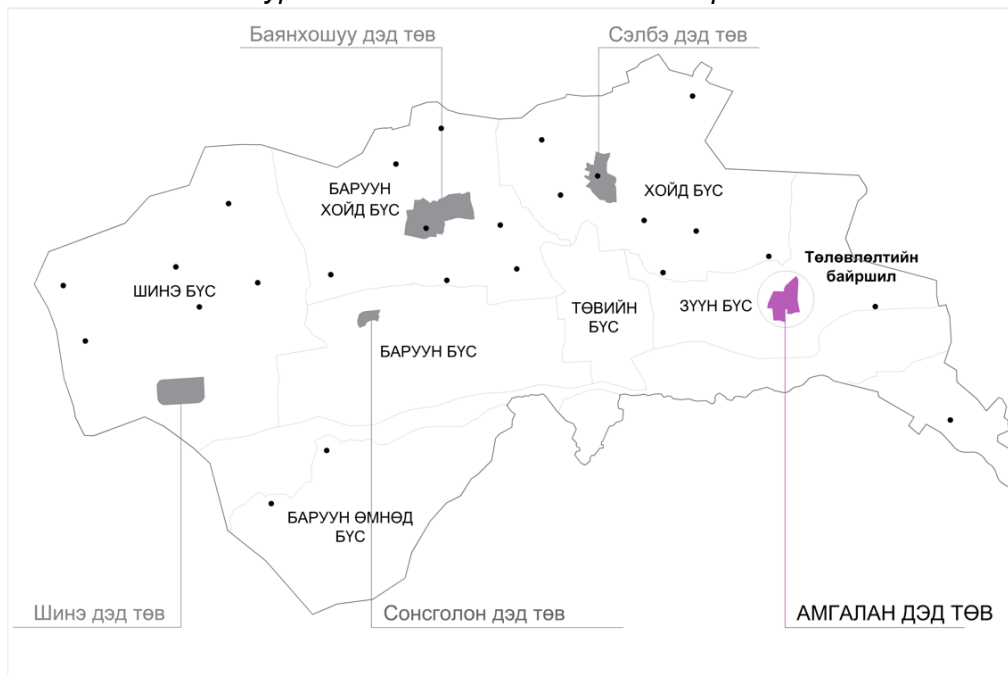 Баянхошуу дэд төв
Сэлбэ дэд төв
БАРУУН
ХОЙД БҮС
ХОЙД БҮС
Төлөвлөлтийн
байршил
ШИНЭ БҮС
ТӨВИЙН
БҮС
ЗҮҮН БҮС
БАРУУН БҮС
БАРУУН ӨМНӨД
БҮС
Шинэ дэд төв
Сонсголон дэд төв
АМГАЛАН ДЭД ТӨВ